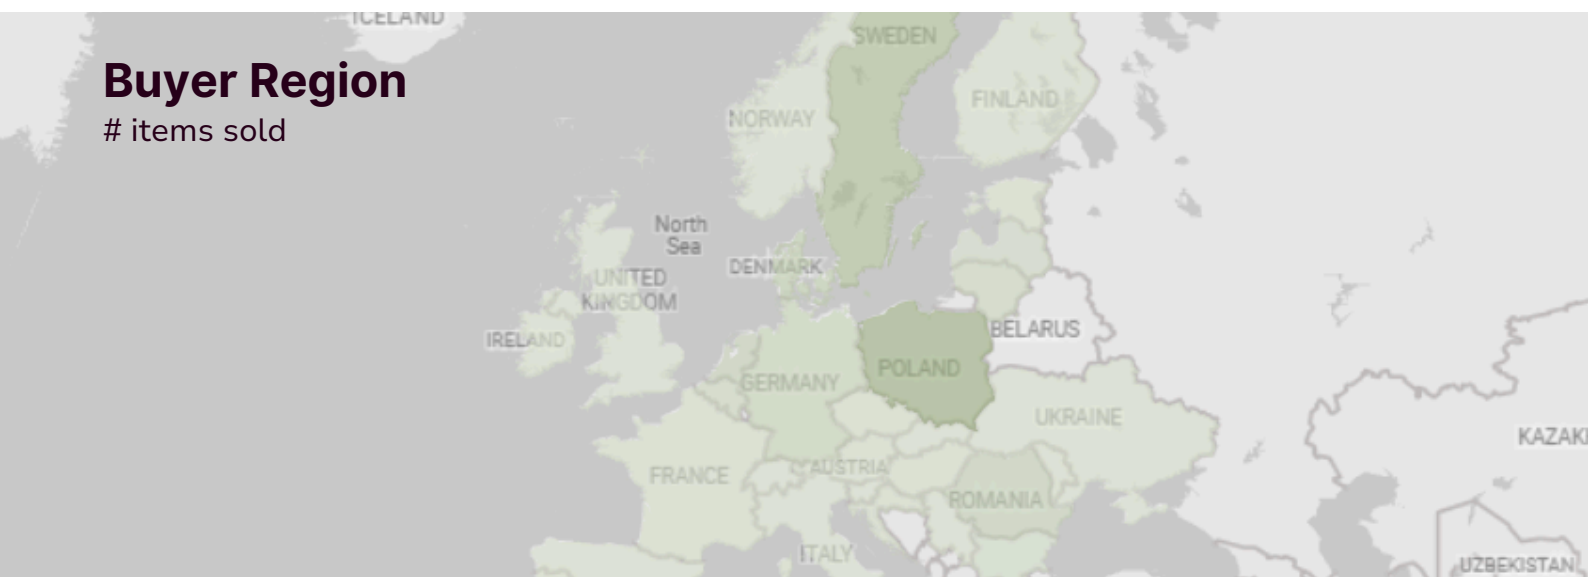 ICELAND
SWEDEN
Buyer Region
FINLAND
NORWAY
# items sold
North
Sea
DENMARK
UNITED
KINGDOM
BELARUS
IRELAND
POLAND
GERMANY
UKRAINE
KAZAK
AUSTRIA
FRANCE
ROMANIA
ITALY
UZBEKISTAN